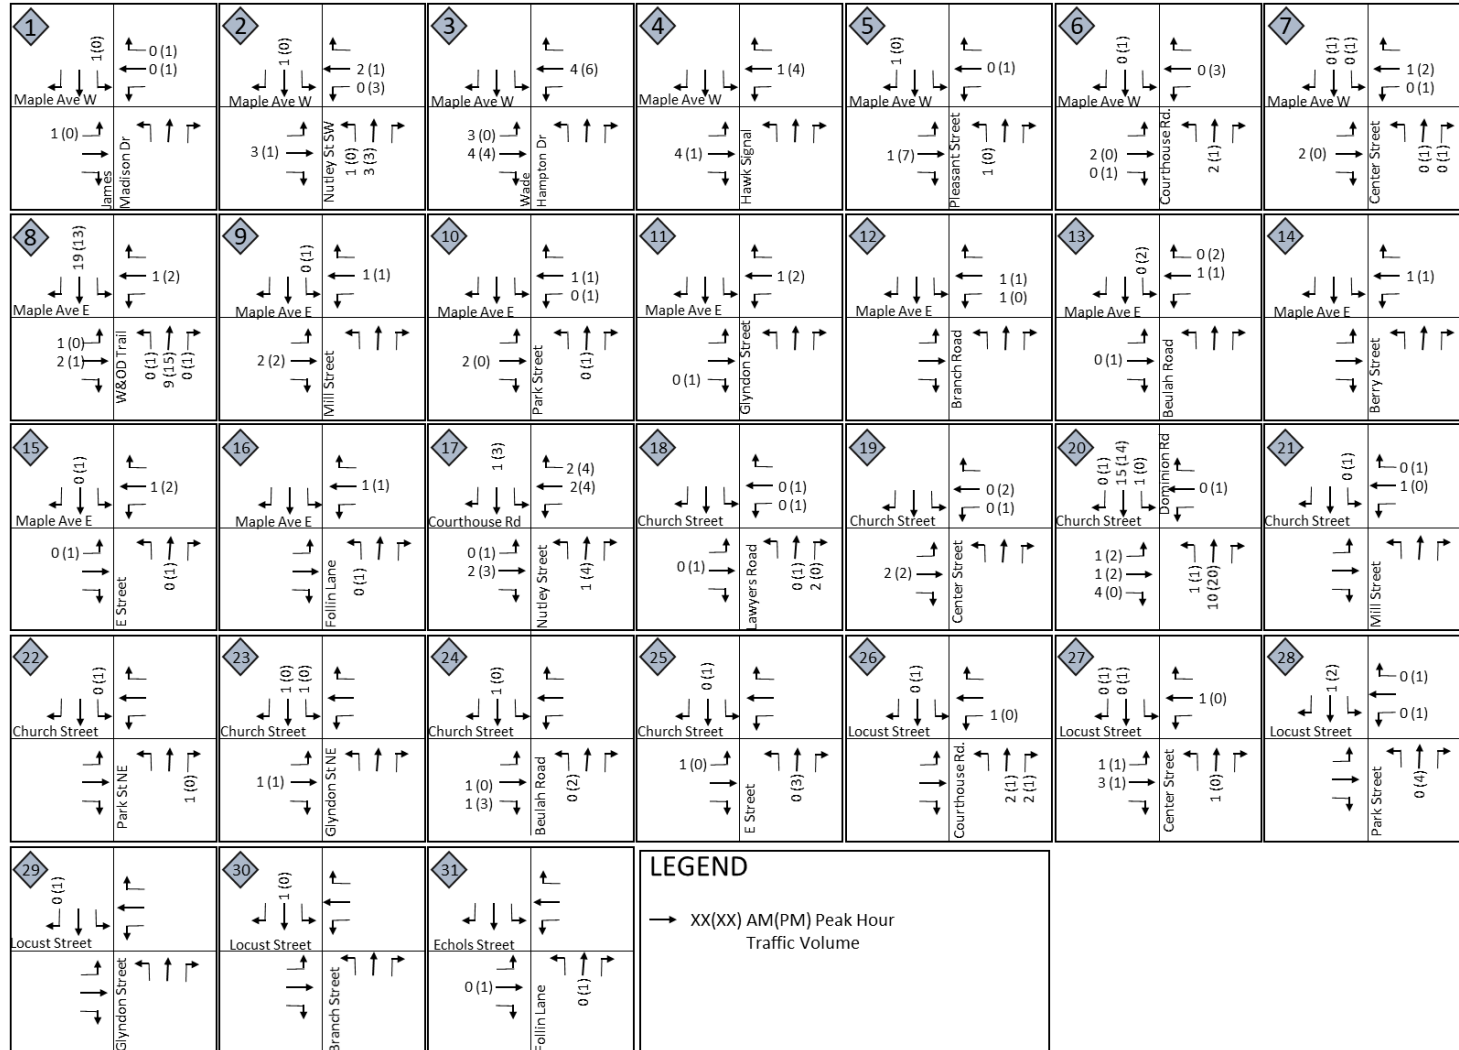 1
1 (0)
0 (1)
0 (1)
Maple Ave W
1 (0)
James
Madison Dr
2
1 (0)
2 (1)
0 (3)
Maple Ave W
3 (1)
Nutley St SW
1 (0)
3 (3)
3
4 (6)
Maple Ave W
3 (0)
4 (4)
Wade
Hampton Dr
4
1 (4)
Maple Ave W
4 (1)
Hawk Signal
5
1 (0)
0 (1)
Maple Ave W
1 (7)
Pleasant Street
1 (0)
6
0 (1)
0 (3)
Maple Ave W
2 (0)
0 (1)
Courthouse Rd.
2 (1)
7
0 (1)
0 (1)
1 (2)
0 (1)
Maple Ave W
2 (0)
Center Street
0 (1)
0 (1)
8
19 (13)
1 (2)
Maple Ave E
1 (0)
2 (1)
W&OD Trail
0 (1)
9 (15)
0 (1)
9
0 (1)
1 (1)
Maple Ave E
2 (2)
Mill Street
10
1 (1)
0 (1)
Maple Ave E
2 (0)
Park Street
0 (1)
11
1 (2)
Maple Ave E
0 (1)
Glyndon Street
12
1 (1)
1 (0)
Maple Ave E
Branch Road
13
0 (2)
0 (2)
1 (1)
Maple Ave E
0 (1)
Beulah Road
14
1 (1)
Maple Ave E
Berry Street
15
0 (1)
1 (2)
Maple Ave E
0 (1)
E Street
0 (1)
16
1 (1)
Maple Ave E
Follin Lane
0 (1)
17
1 (3)
2 (4)
2 (4)
Courthouse Rd
0 (1)
2 (3)
Nutley Street
1 (4)
18
0 (1)
0 (1)
Church Street
0 (1)
Lawyers Road
0 (1)
2 (0)
19
0 (2)
0 (1)
Church Street
2 (2)
Center Street
20
0 (1)
15 (14)
1 (0)
Dominion Rd
0 (1)
Church Street
1 (2)
1 (2)
4 (0)
1 (1)
10 (20)
21
0 (1)
0 (1)
1 (0)
Church Street
Mill Street
22
0 (1)
Church Street
Park St NE
1 (0)
23
1 (0)
1 (0)
Church Street
1 (1)
Glyndon St NE
24
1 (0)
Church Street
1 (0)
1 (3)
Beulah Road
0 (2)
25
0 (1)
Church Street
1 (0)
E Street
0 (3)
26
0 (1)
1 (0)
Locust Street
Courthouse Rd.
2 (1)
2 (1)
27
0 (1)
0 (1)
1 (0)
Locust Street
1 (1)
3 (1)
Center Street
1 (0)
28
1 (2)
0 (1)
0 (1)
Locust Street
Park Street
0 (4)
29
0 (1)
Locust Street
Glyndon Street
30
1 (0)
Locust Street
Branch Street
31
Echols Street
0 (1)
Follin Lane
0 (1)
LEGEND
XX(XX) AM(PM) Peak Hour
Traffic Volume